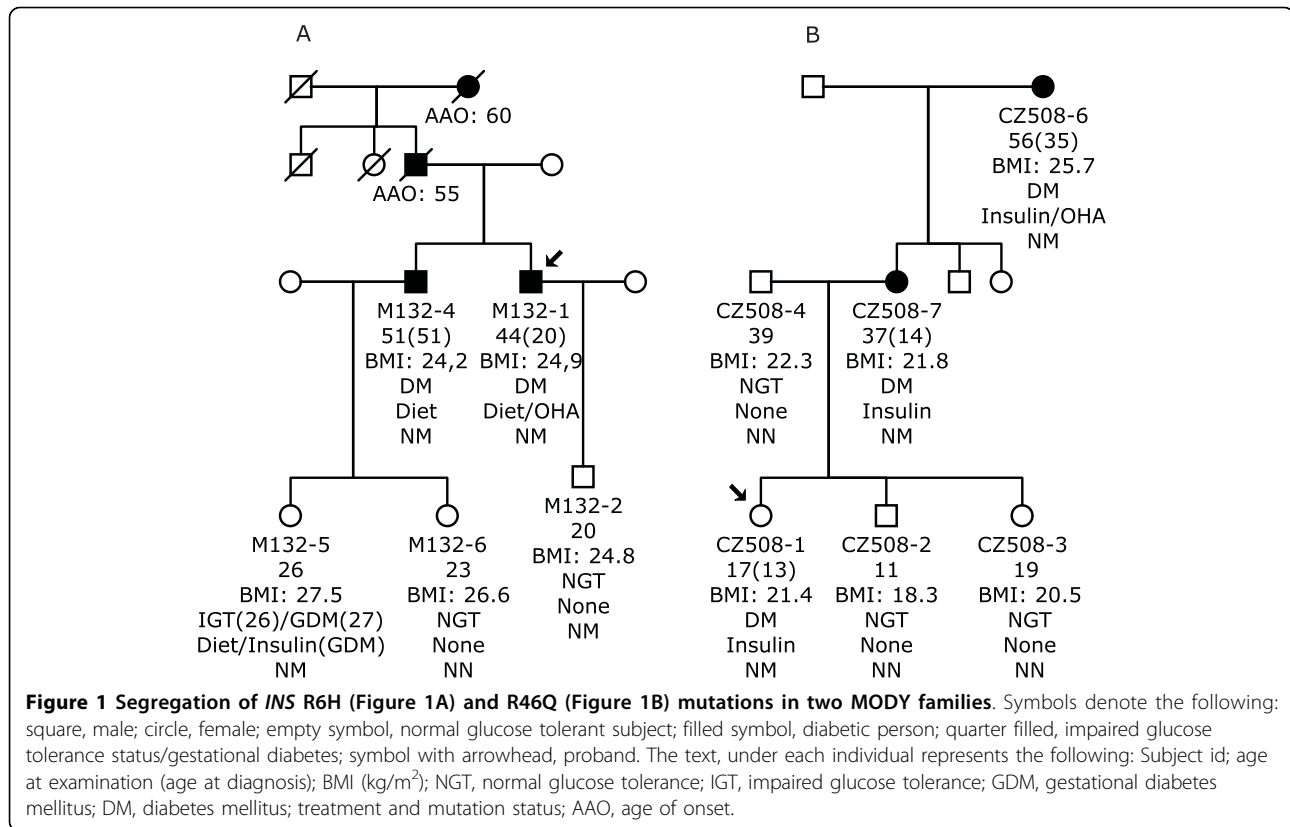 A
B
AAO: 60
AAO: 55
CZ508-6
56(35)
BMI: 25.7
DM
Insulin/OHA
NM
M132-4
51(51)
BMI: 24,2
DM
Diet
NM
M132-1
44(20)
BMI: 24,9
DM
Diet/OHA
NM
CZ508-4
39
BMI: 22.3
NGT
None
NN
CZ508-7
37(14)
BMI: 21.8
DM
Insulin
NM
M132-5
26
BMI: 27.5
IGT(26)/GDM(27)
Diet/Insulin(GDM)
NM
M132-6
23
BMI: 26.6
NGT
None
NN
M132-2
20
BMI: 24.8
NGT
None
NM
CZ508-1
17(13)
BMI: 21.4
DM
Insulin
NM
CZ508-2
11
BMI: 18.3
NGT
None
NN
CZ508-3
19
BMI: 20.5
NGT
None
NN
Figure 1 Segregation of INS R6H (Figure 1A) and R46Q (Figure 1B) mutations in two MODY families. Symbols denote the following:
square, male; circle, female; empty symbol, normal glucose tolerant subject; filled symbol, diabetic person; quarter filled, impaired glucose
tolerance status/gestational diabetes; symbol with arrowhead, proband. The text, under each individual represents the following: Subject id; age
at examination (age at diagnosis); BMI (kg/m²); NGT, normal glucose tolerance; IGT, impaired glucose tolerance; GDM, gestational diabetes
mellitus; DM, diabetes mellitus; treatment and mutation status; AAO, age of onset.